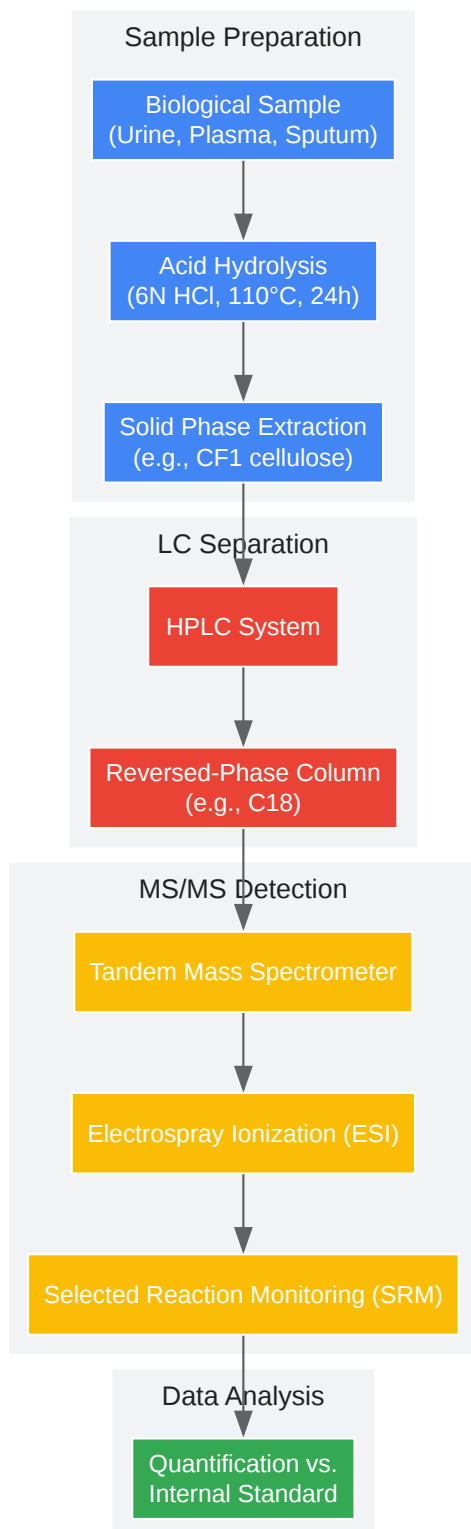 Sample Preparation
Biological Sample
(Urine, Plasma, Sputum)
Acid Hydrolysis
(6N HCl, 110°C, 24h)
Solid Phase Extraction
(e.g., CF1 cellulose)
LC Separation
HPLC System
Reversed-Phase Column
(e.g., C18)
MS/MS Detection
Tandem Mass Spectrometer
Electrospray Ionization (ESI)
Selected Reaction Monitoring (SRM)
Data Analysis
Quantification vs.
Internal Standard